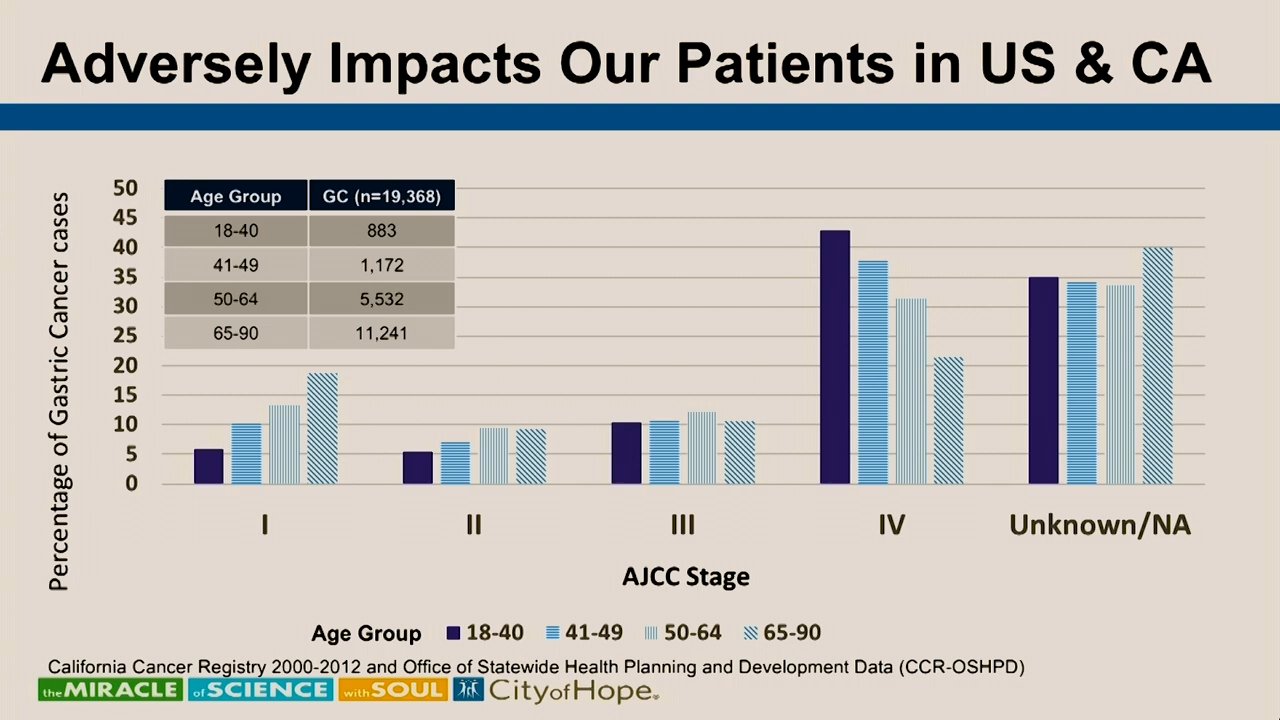 Adversely Impacts Our Patients in US & CA
Percentage of Gastric Cancer cases
50
45
40
35
30
25
20
15
10
5
0
Age Group GC (n=19,368)
18-40 883
41-49 1,172
50-64 5,532
65-90 11,241
I II III IV Unknown/NA
AJCC Stage
Age Group 18-40 41-49 50-64 65-90
California Cancer Registry 2000-2012 and Office of Statewide Health Planning and Development Data (CCR-OSHPD)
the MIRACLE of SCIENCE with SOUL City of Hope.